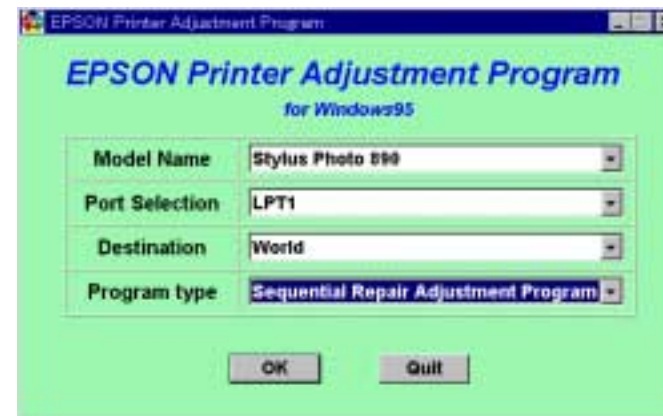 EPSON Printer Adjustment Program
EPSON Printer Adjustment Program
for Windows95
Model Name Stylus Photo 890
Port Selection LPT1
Destination World
Program type Sequential Repair Adjustment Program
OK Quit